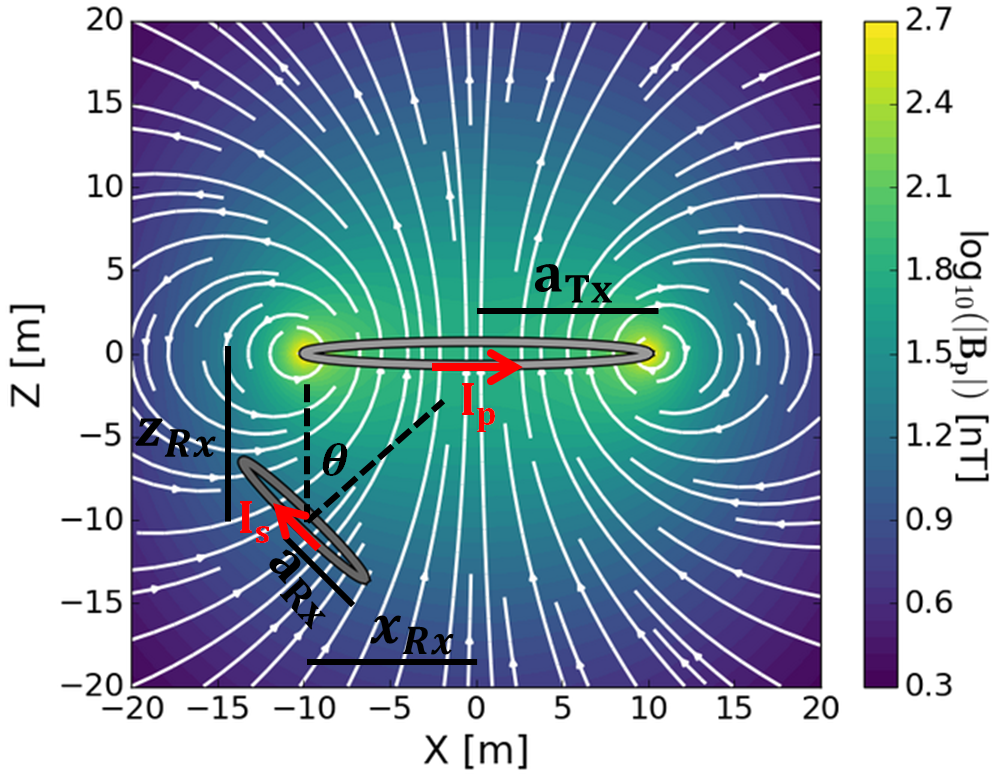 20
15
10
5
0
−5
−10
−15
−20
Z [m]
−20 −15 −10 −5 0 5 10 15 20
X [m]
a_Tx
I_p
z_Rx
θ
I_s
a_Rx
x_Rx
2.7
2.4
2.1
1.8
1.5
1.2
0.9
0.6
0.3
log₁₀(|B_p|) [nT]